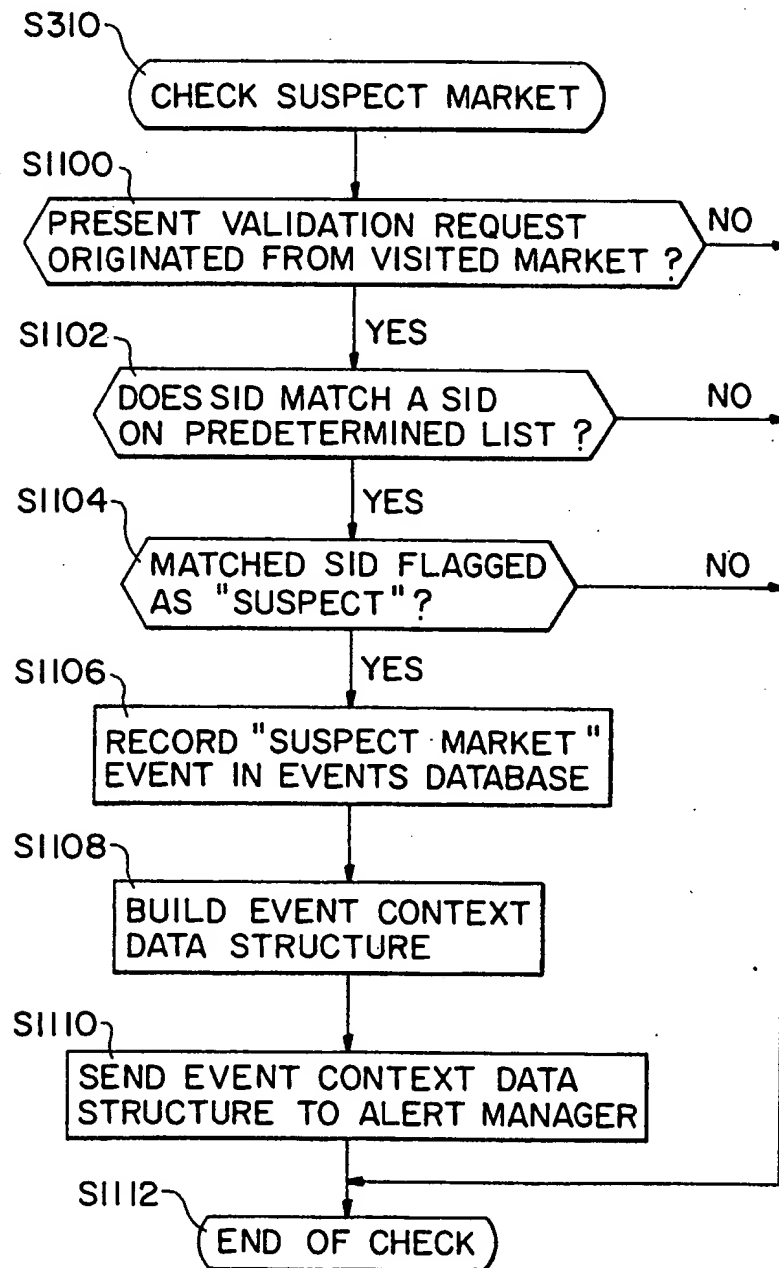 S310
CHECK SUSPECT MARKET
S1100
PRESENT VALIDATION REQUEST
ORIGINATED FROM VISITED MARKET ?
NO
YES
S1102
DOES SID MATCH A SID
ON PREDETERMINED LIST ?
NO
YES
S1104
MATCHED SID FLAGGED
AS "SUSPECT"?
NO
YES
S1106
RECORD "SUSPECT MARKET"
EVENT IN EVENTS DATABASE
S1108
BUILD EVENT CONTEXT
DATA STRUCTURE
S1110
SEND EVENT CONTEXT DATA
STRUCTURE TO ALERT MANAGER
S1112
END OF CHECK